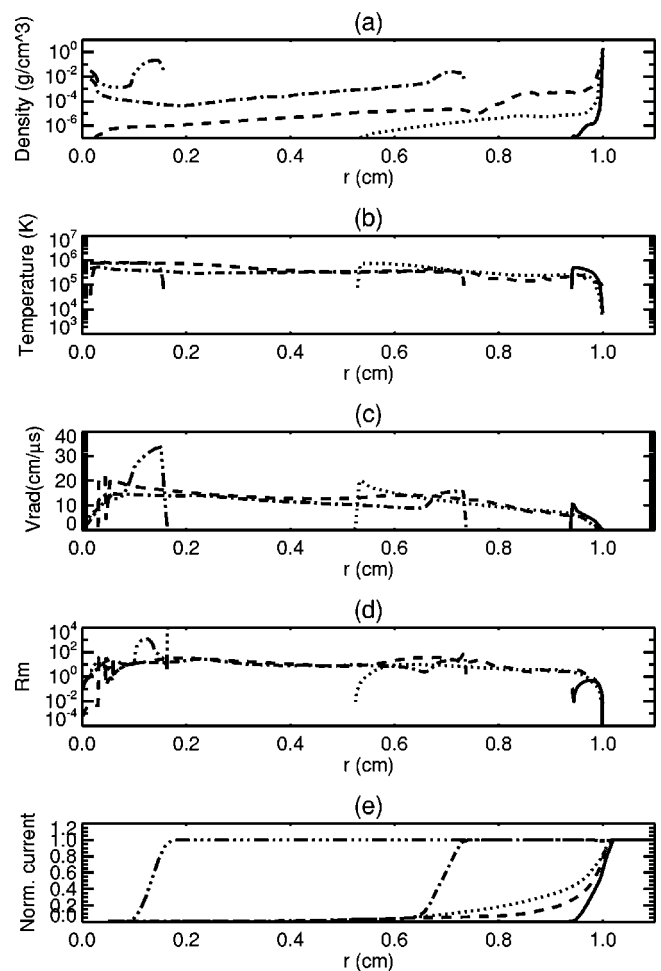 (a)
Density (g/cm^3)
10^0
10^-2
10^-4
10^-6
0.0 0.2 0.4 0.6 0.8 1.0
r (cm)
(b)
Temperature (K)
10^7
10^6
10^5
10^4
10^3
0.0 0.2 0.4 0.6 0.8 1.0
r (cm)
(c)
Vrad(cm/μs)
40
30
20
10
0
0.0 0.2 0.4 0.6 0.8 1.0
r (cm)
(d)
Rm
10^4
10^2
10^0
10^-2
10^-4
0.0 0.2 0.4 0.6 0.8 1.0
r (cm)
(e)
Norm. current
1.2
1.0
0.8
0.6
0.4
0.2
0.0
0.0 0.2 0.4 0.6 0.8 1.0
r (cm)